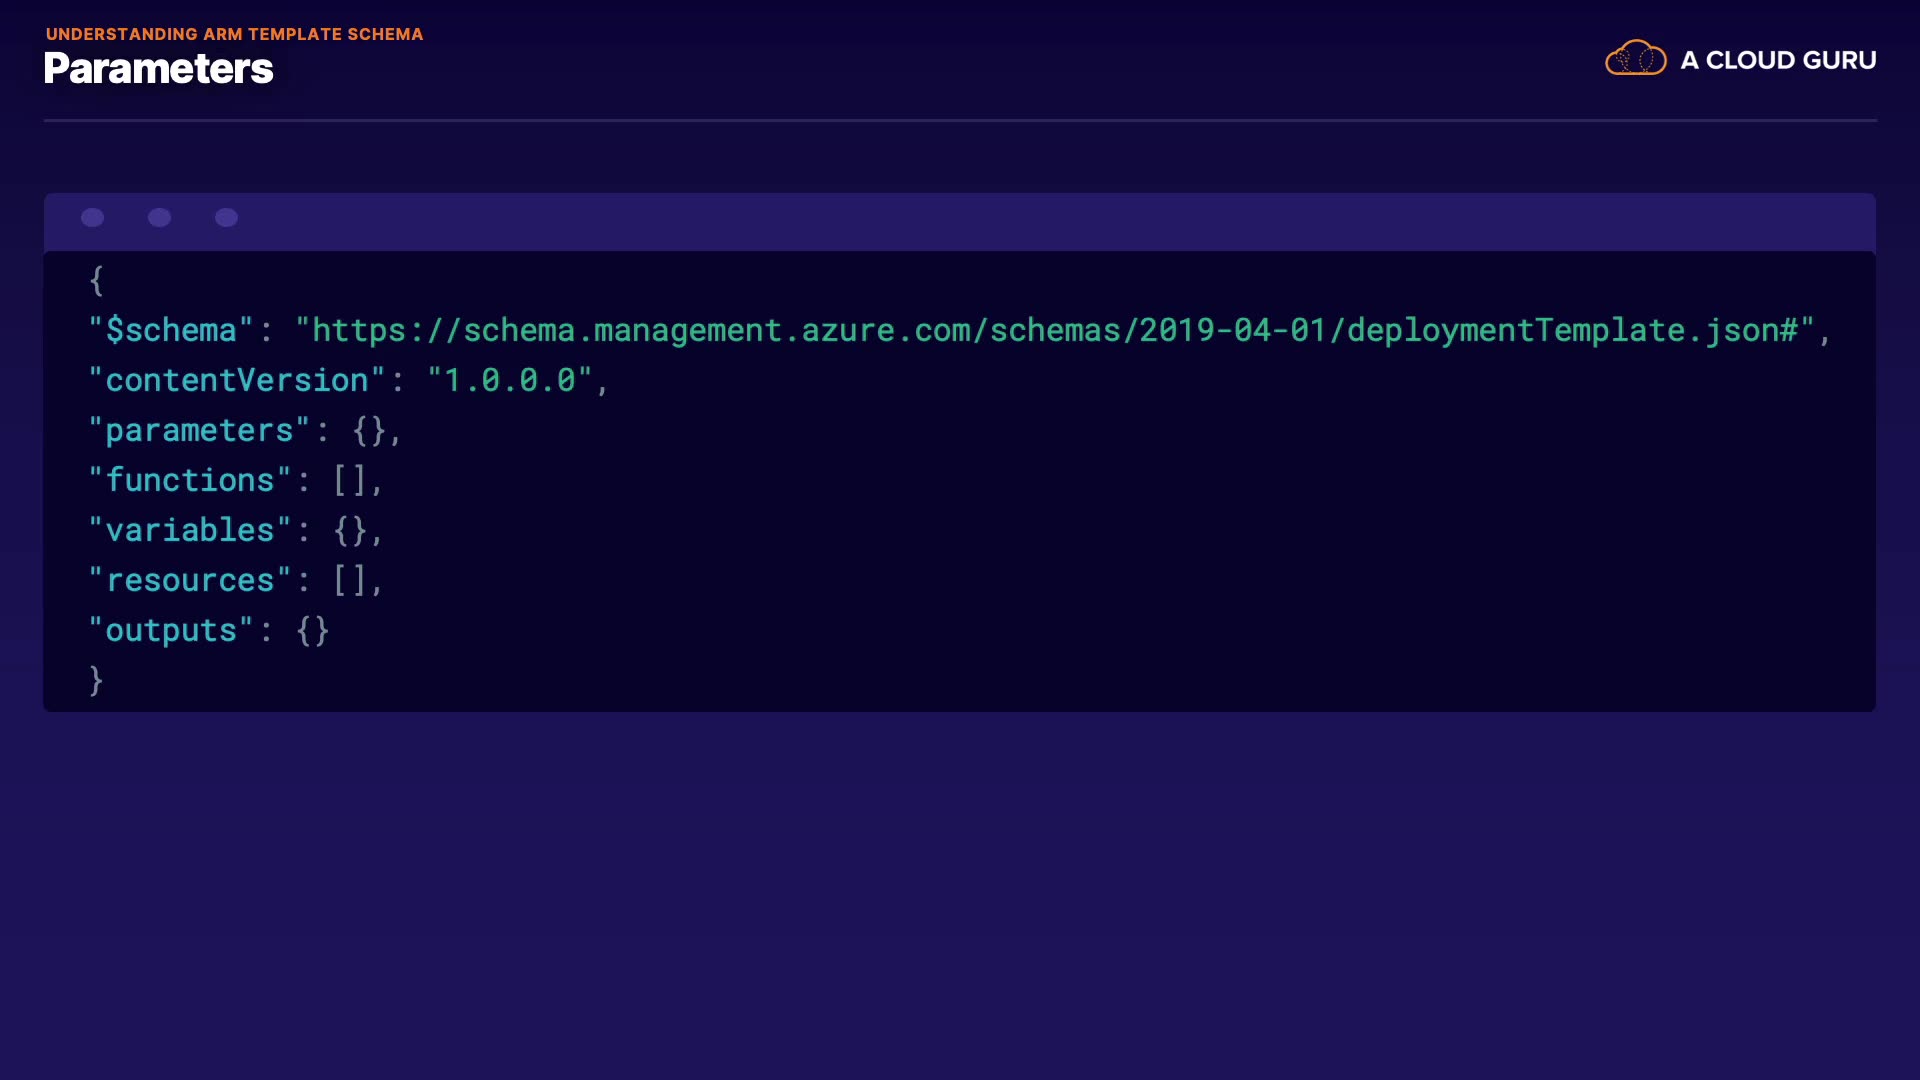 UNDERSTANDING ARM TEMPLATE SCHEMA
Parameters
A CLOUD GURU
{
"$schema": "https://schema.management.azure.com/schemas/2019-04-01/deploymentTemplate.json#",
"contentVersion": "1.0.0.0",
"parameters": {},
"functions": [],
"variables": {},
"resources": [],
"outputs": {}
}